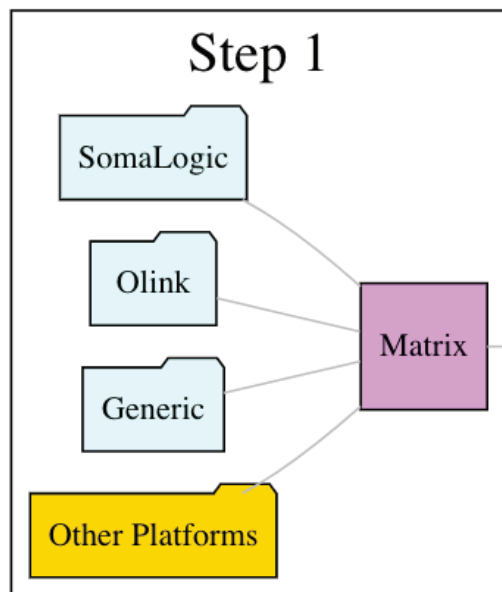 Step 1
SomaLogic
Olink
Matrix
Generic
Other Platforms